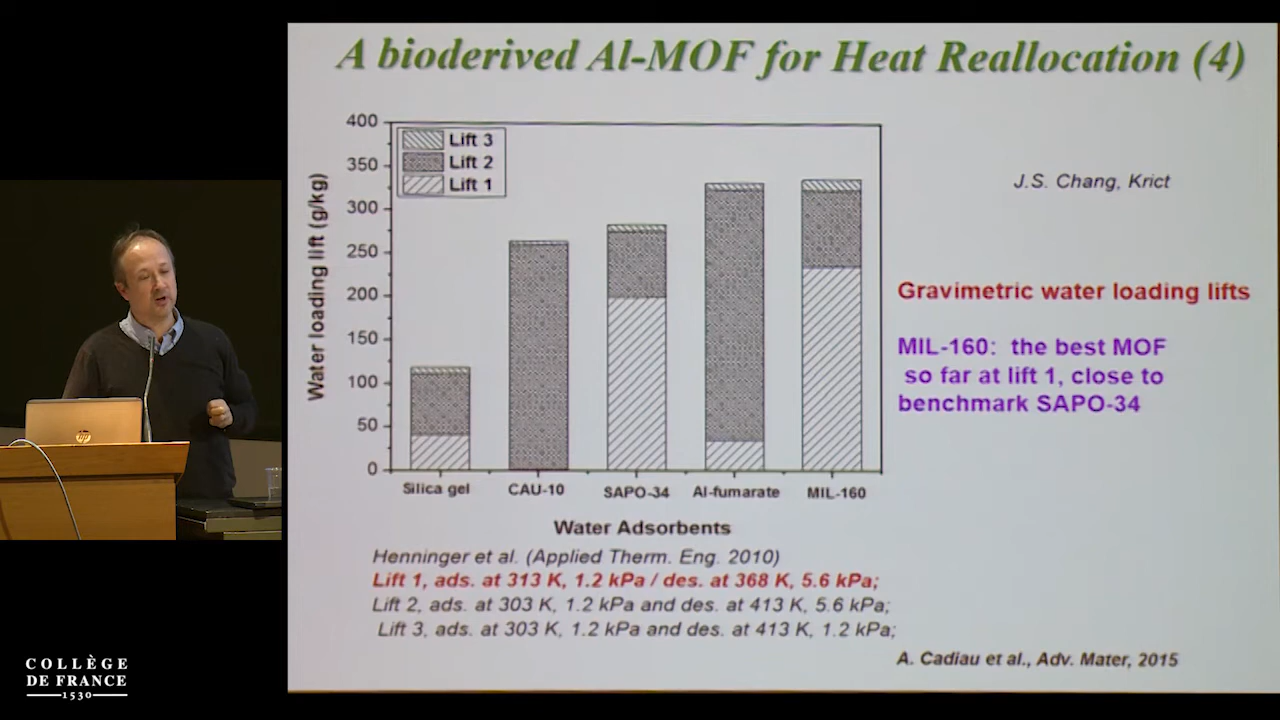 A bioderived Al-MOF for Heat Reallocation (4)
400
350
300
250
200
150
100
50
0
Water loading lift (g/kg)
Lift 3
Lift 2
Lift 1
Silica gel
CAU-10
SAPO-34
Al-fumarate
MIL-160
Water Adsorbents
J.S. Chang, Krict
Gravimetric water loading lifts
MIL-160: the best MOF
so far at lift 1, close to
benchmark SAPO-34
Henninger et al. (Applied Therm. Eng. 2010)
Lift 1, ads. at 313 K, 1.2 kPa / des. at 368 K, 5.6 kPa;
Lift 2, ads. at 303 K, 1.2 kPa and des. at 413 K, 5.6 kPa;
Lift 3, ads. at 303 K, 1.2 kPa and des. at 413 K, 1.2 kPa;
A. Cadiau et al., Adv. Mater, 2015
hp
COLLÈGE
DE FRANCE
1530